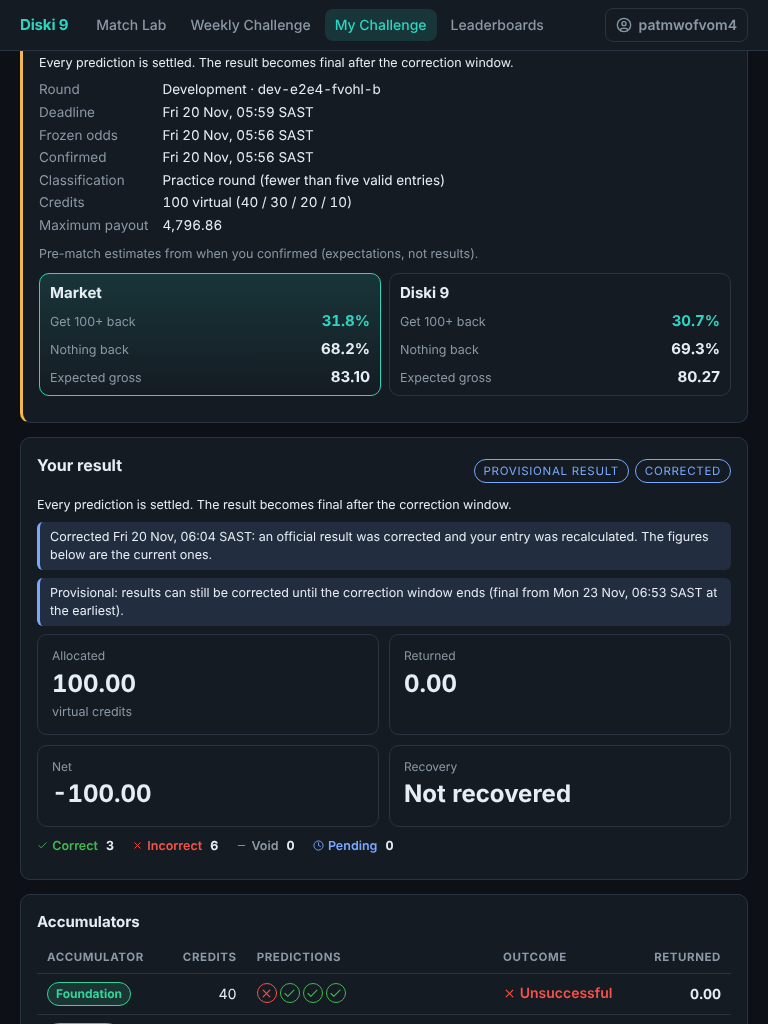 Diski 9 Match Lab Weekly Challenge My Challenge Leaderboards patmwofvom4
Every prediction is settled. The result becomes final after the correction window.
Round Development · dev-e2e4-fvohl-b
Deadline Fri 20 Nov, 05:59 SAST
Frozen odds Fri 20 Nov, 05:56 SAST
Confirmed Fri 20 Nov, 05:56 SAST
Classification Practice round (fewer than five valid entries)
Credits 100 virtual (40 / 30 / 20 / 10)
Maximum payout 4,796.86
Pre-match estimates from when you confirmed (expectations, not results).
Market
Get 100+ back 31.8%
Nothing back 68.2%
Expected gross 83.10
Diski 9
Get 100+ back 30.7%
Nothing back 69.3%
Expected gross 80.27
Your result PROVISIONAL RESULT CORRECTED
Every prediction is settled. The result becomes final after the correction window.
Corrected Fri 20 Nov, 06:04 SAST: an official result was corrected and your entry was recalculated. The figures
below are the current ones.
Provisional: results can still be corrected until the correction window ends (final from Mon 23 Nov, 06:53 SAST at
the earliest).
Allocated
100.00
virtual credits
Returned
0.00
Net
-100.00
Recovery
Not recovered
Correct 3 Incorrect 6 Void 0 Pending 0
Accumulators
ACCUMULATOR CREDITS PREDICTIONS OUTCOME RETURNED
Foundation 40 Unsuccessful 0.00